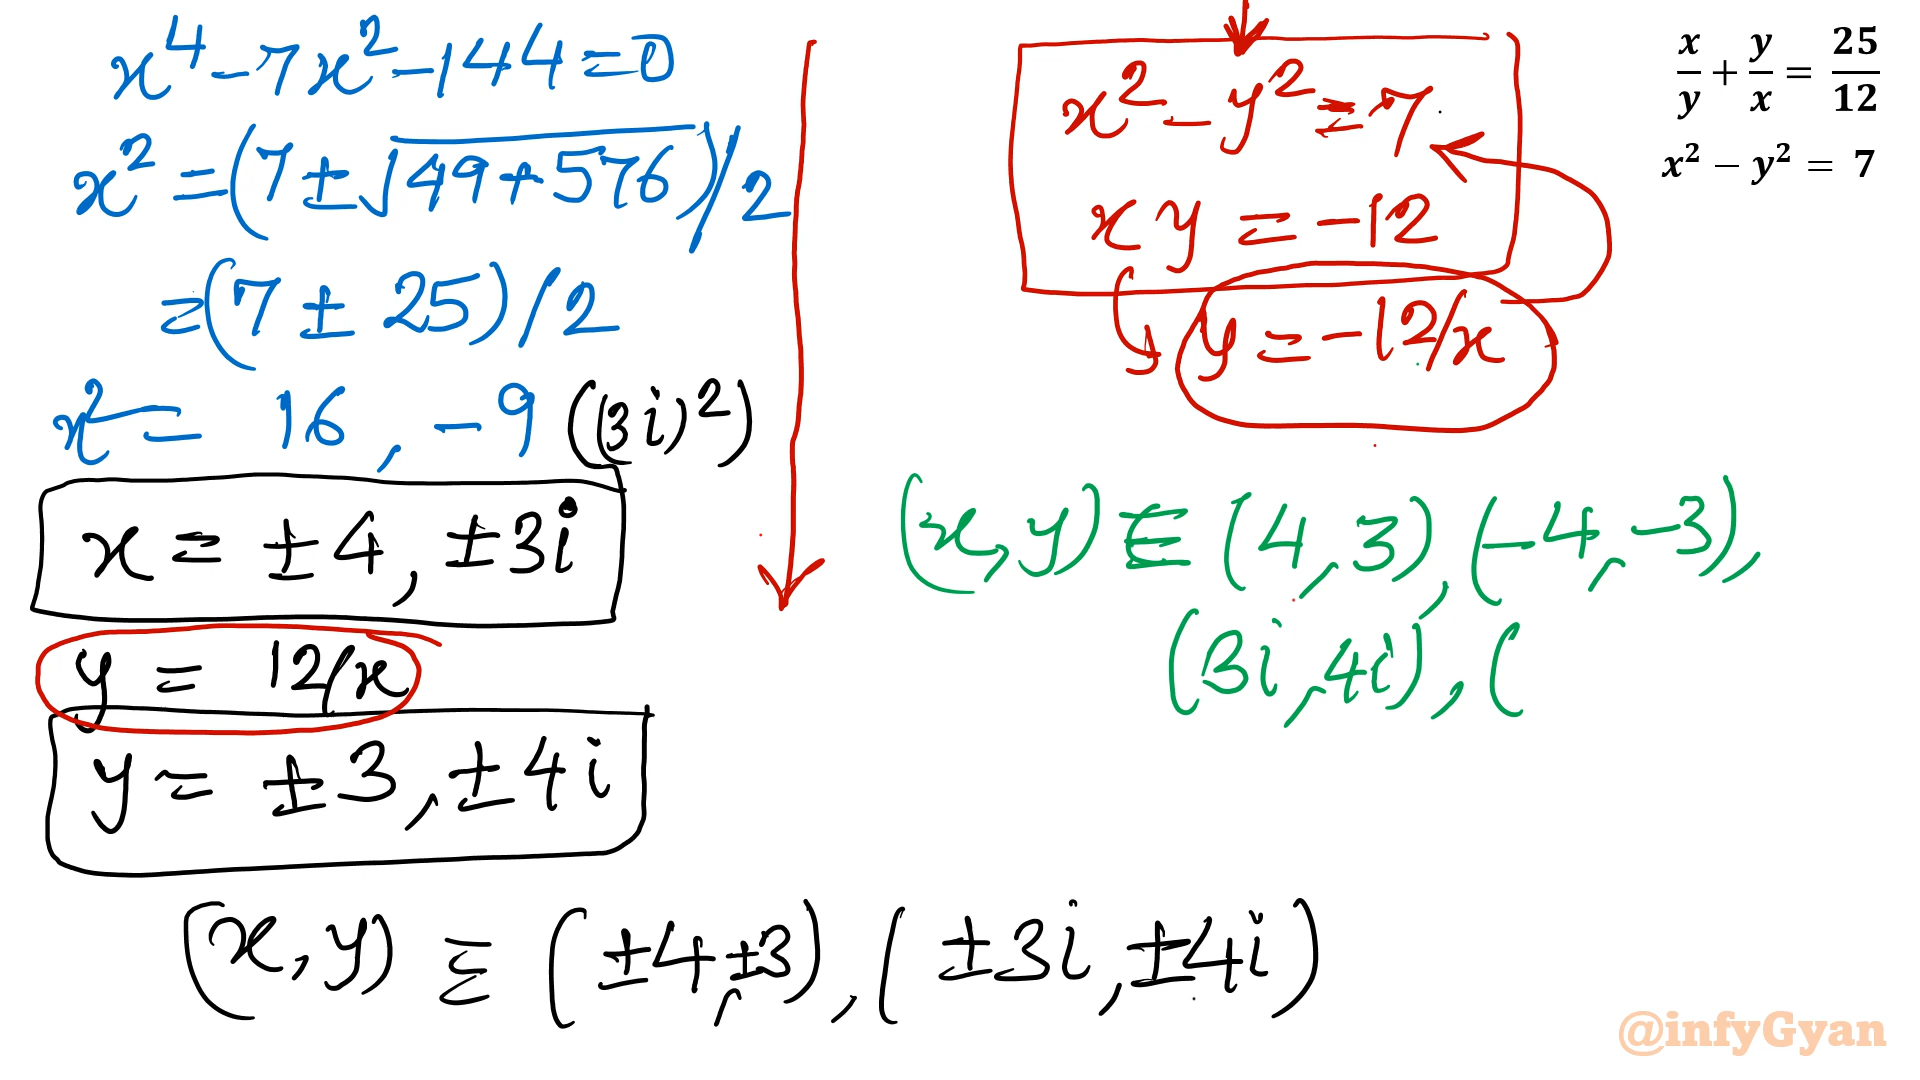 x⁴ - 7x² - 144 = 0
x² = (7 ± √49 + 576)/2
= (7 ± 25)/2
x² = 16, -9 ((3i)²)
x = ±4, ±3i
y = 12/x
y = ±3, ±4i
(x, y) ≡ (±4, ±3), (±3i, ±4i)
x² - y² = 7
xy = -12
y = -12/x
(x, y) ≡ (4, 3), (-4, -3),
(3i, 4i), (
x/y + y/x = 25/12
x² - y² = 7
@infyGyan